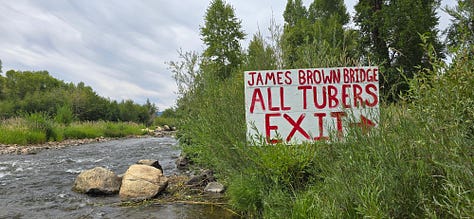 JAMES BROWN BRIDGE
ALL TUBERS
EXIT →